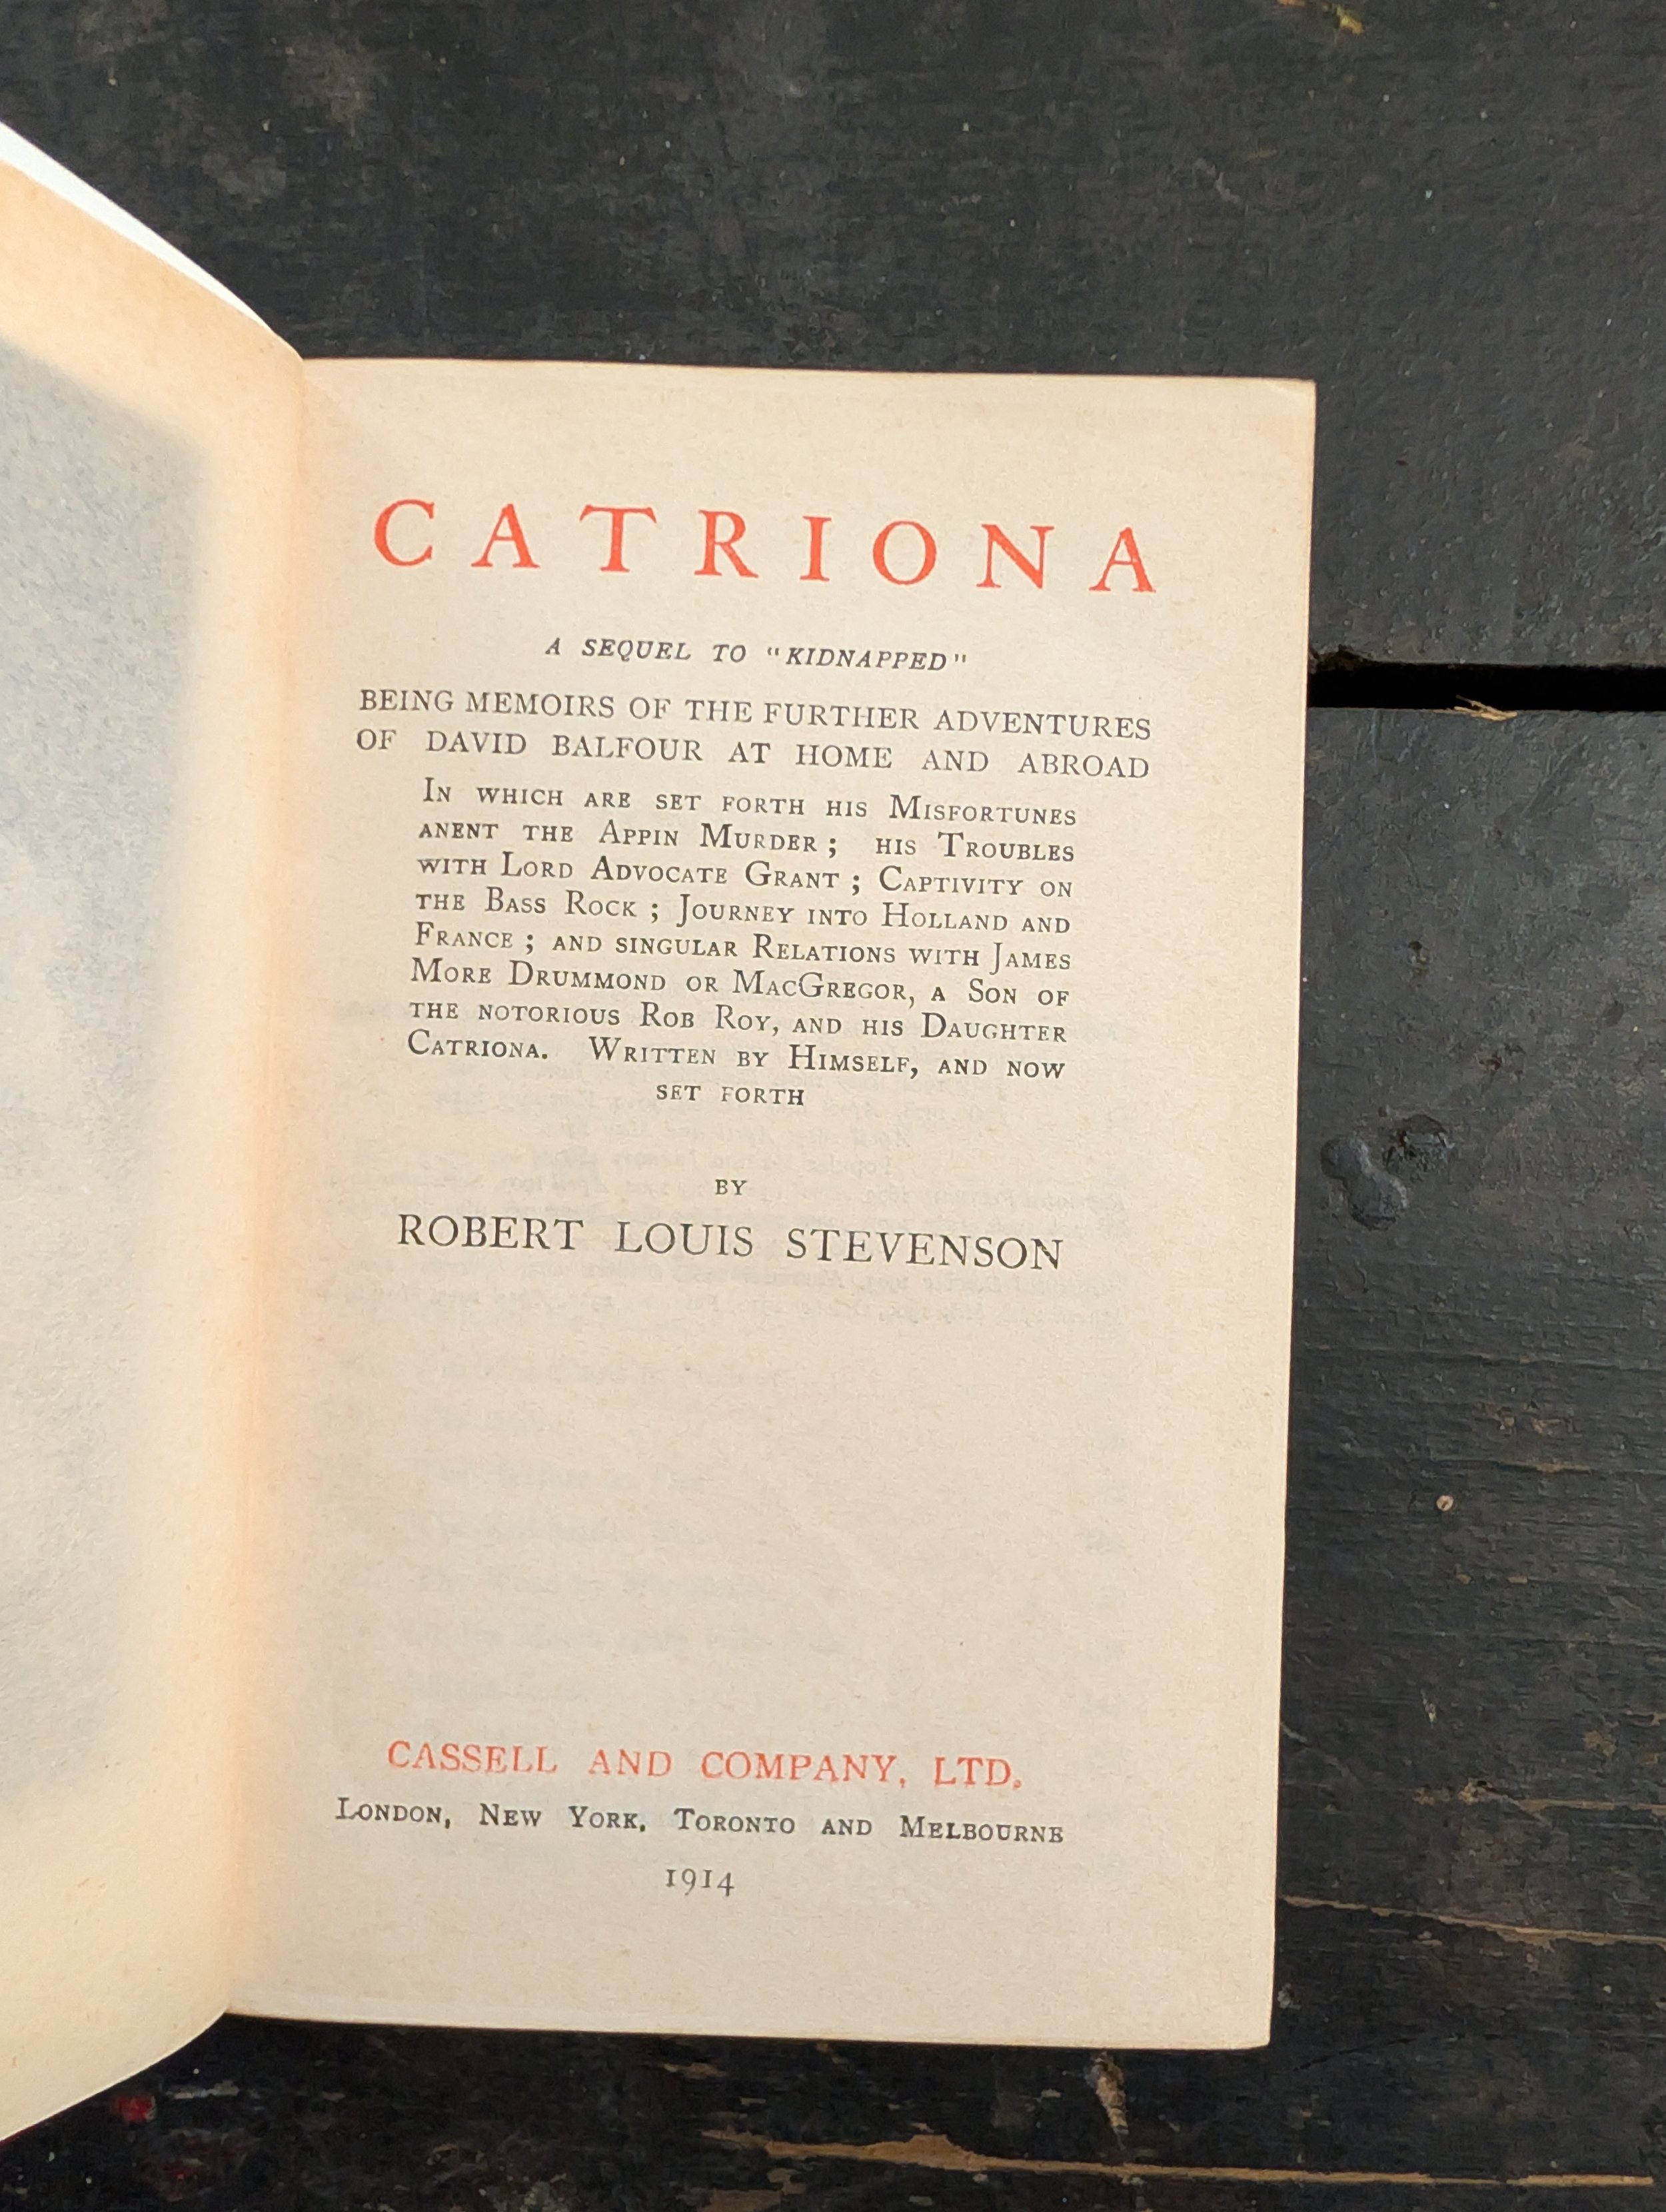 CATRIONA
A SEQUEL TO "KIDNAPPED"
BEING MEMOIRS OF THE FURTHER ADVENTURES
OF DAVID BALFOUR AT HOME AND ABROAD
IN WHICH ARE SET FORTH HIS MISFORTUNES
ANENT THE APPIN MURDER; HIS TROUBLES
WITH LORD ADVOCATE GRANT; CAPTIVITY ON
THE BASS ROCK; JOURNEY INTO HOLLAND AND
FRANCE; AND SINGULAR RELATIONS WITH JAMES
MORE DRUMMOND OR MACGREGOR, A SON OF
THE NOTORIOUS ROB ROY, AND HIS DAUGHTER
CATRIONA. WRITTEN BY HIMSELF, AND NOW
SET FORTH
BY
ROBERT LOUIS STEVENSON
CASSELL AND COMPANY, LTD.
LONDON, NEW YORK, TORONTO AND MELBOURNE
1914